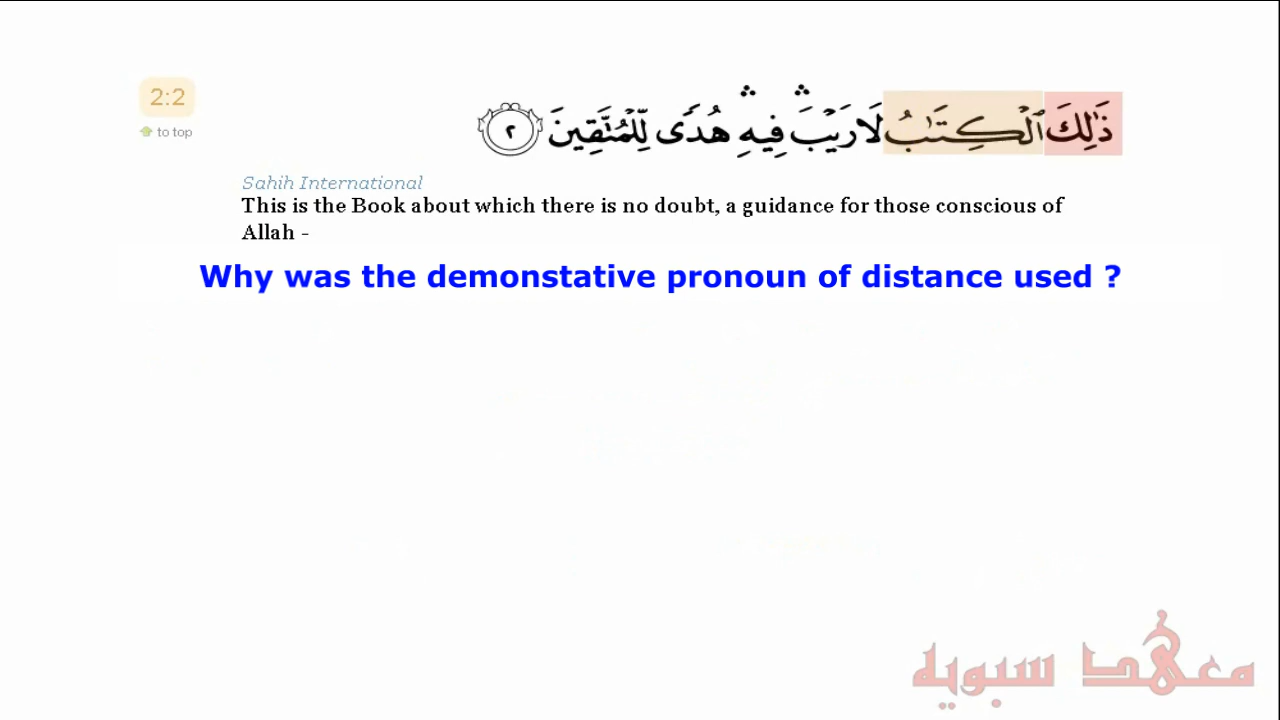 2:2
to top
ذَٰلِكَ ٱلْكِتَـٰبُ لَا رَيْبَ ۛ فِيهِ ۛ هُدًى لِّلْمُتَّقِينَ ٢
Sahih International
This is the Book about which there is no doubt, a guidance for those conscious of
Allah -
Why was the demonstative pronoun of distance used ?
معهد سبويه